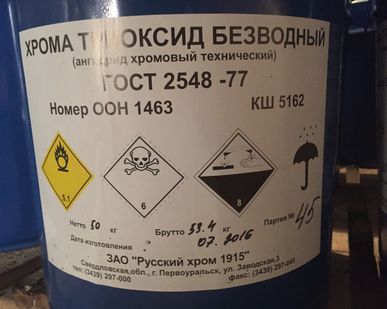 ХРОМА ТРИОКСИД БЕЗВОДНЫЙ
(ангидрид хромовый технический)
ГОСТ 2548 -77
Номер ООН 1463 КШ 5162
5.1 6 8
Нетто 50 кг Брутто 53.4 кг Партия № 45
Дата изготовления 07.2016
ЗАО "Русский хром 1915"
Свердловская,обл., г. Первоуральск, ул. Заводская,3
тел: (3439) 297-000 факс: (3439) 297-045